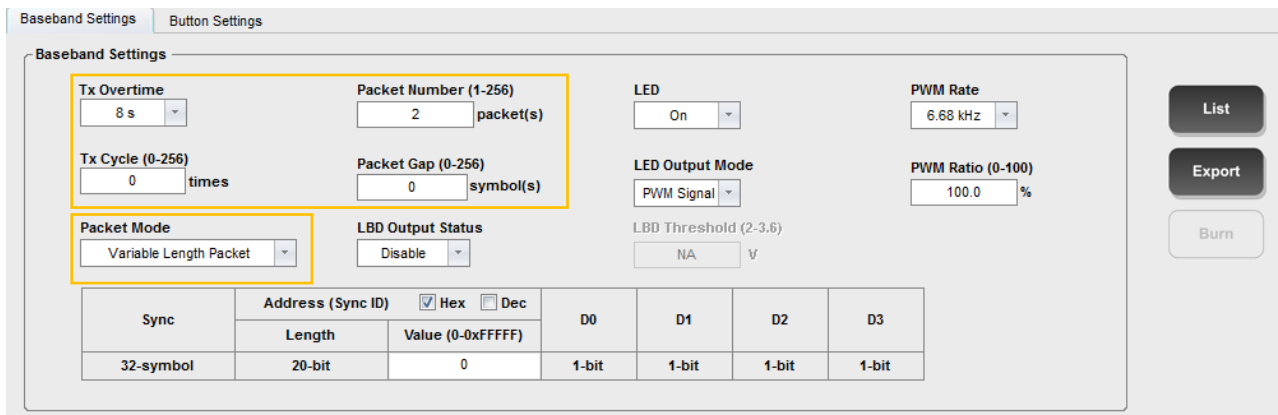 Baseband Settings
Button Settings
Baseband Settings
Tx Overtime
8 s
Packet Number (1-256)
2 packet(s)
LED
On
PWM Rate
6.68 kHz
List
Tx Cycle (0-256)
0 times
Packet Gap (0-256)
0 symbol(s)
LED Output Mode
PWM Signal
PWM Ratio (0-100)
100.0 %
Export
Packet Mode
Variable Length Packet
LBD Output Status
Disable
LBD Threshold (2-3.6)
NA V
Burn
Sync
Address (Sync ID) Hex Dec
Length
Value (0-0xFFFFF)
D0
D1
D2
D3
32-symbol
20-bit
0
1-bit
1-bit
1-bit
1-bit